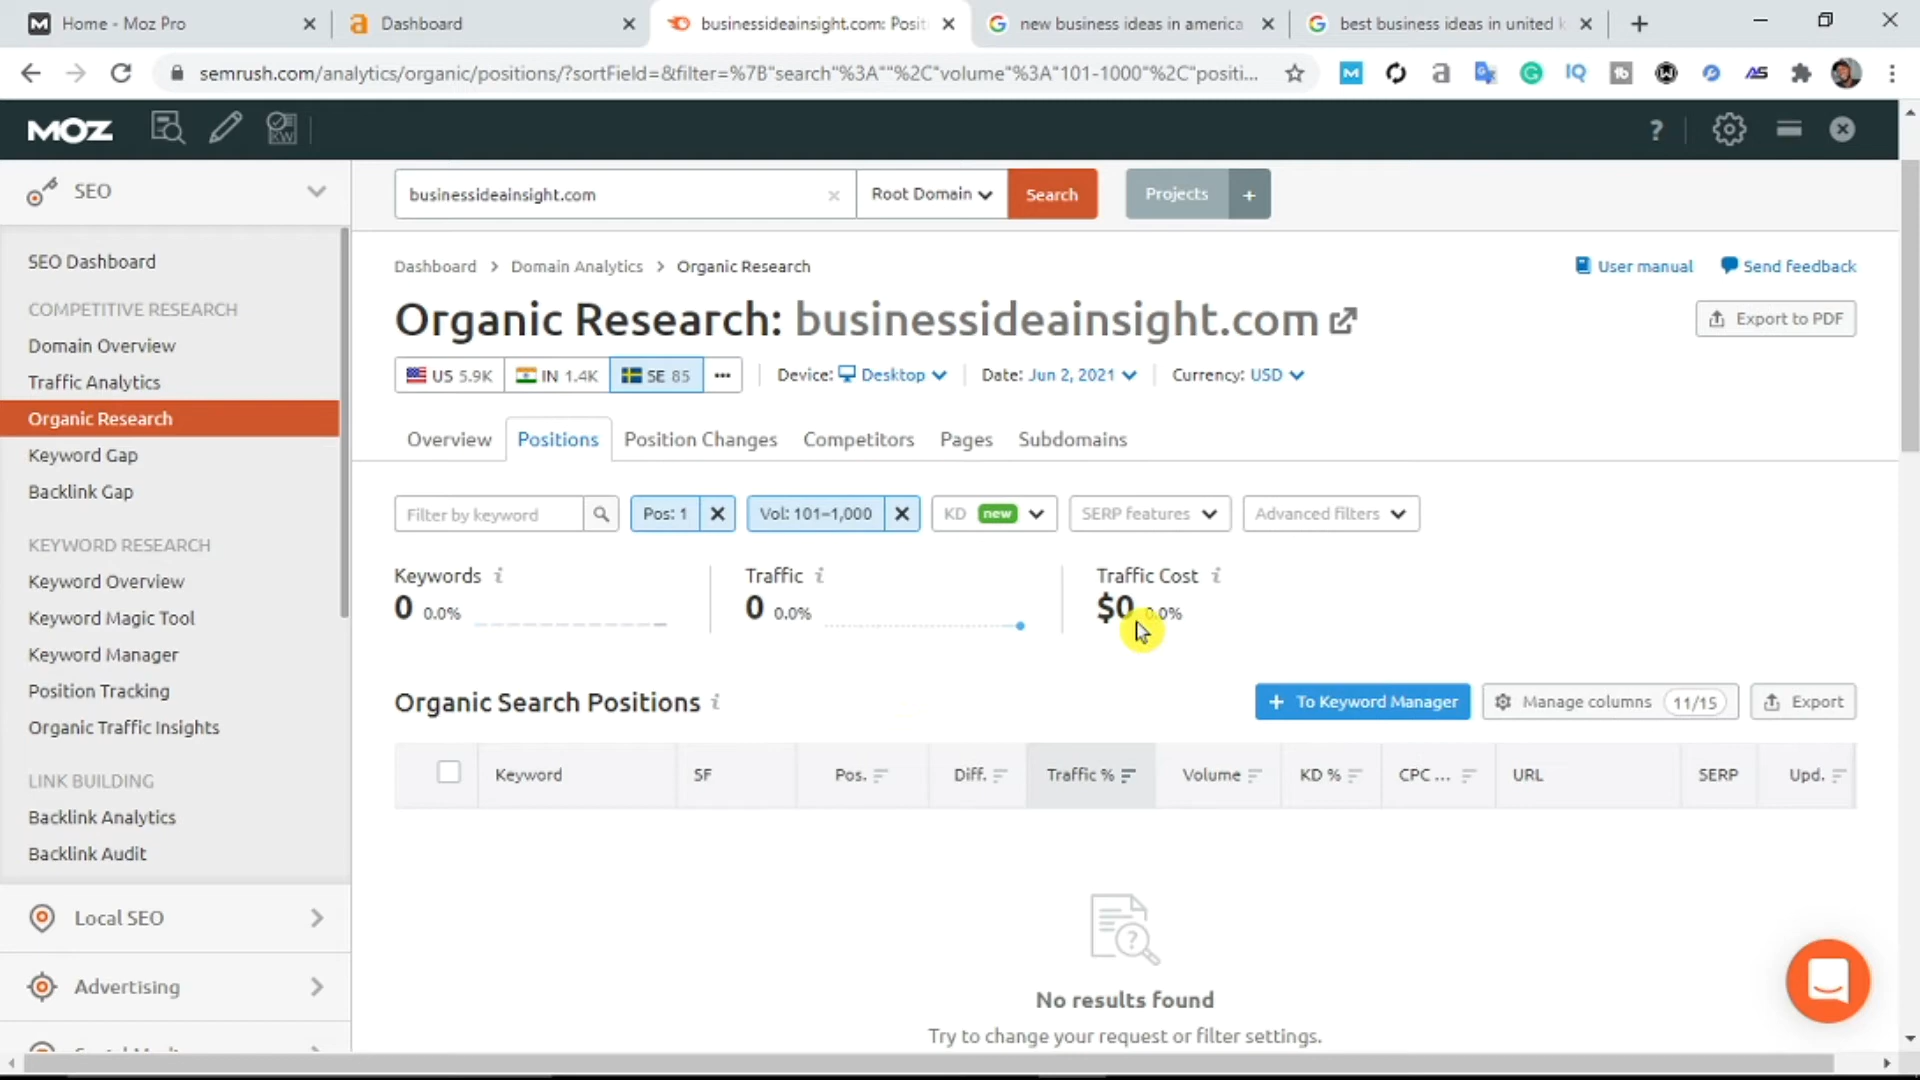 Home - Moz Pro
Dashboard
businessideainsight.com: Posit
new business ideas in america
best business ideas in united k
semrush.com/analytics/organic/positions/?sortField=&filter=%7B"search"%3A""%2C"volume"%3A"101-1000"%2C"positi...
MOZ
KW
?
SEO
businessideainsight.com
Root Domain
Search
Projects
+
SEO Dashboard
COMPETITIVE RESEARCH
Domain Overview
Traffic Analytics
Organic Research
Keyword Gap
Backlink Gap
KEYWORD RESEARCH
Keyword Overview
Keyword Magic Tool
Keyword Manager
Position Tracking
Organic Traffic Insights
LINK BUILDING
Backlink Analytics
Backlink Audit
Local SEO
Advertising
Dashboard > Domain Analytics > Organic Research
User manual
Send feedback
Organic Research: businessideainsight.com
Export to PDF
US 5.9K
IN 1.4K
SE 85
...
Device: Desktop
Date: Jun 2, 2021
Currency: USD
Overview
Positions
Position Changes
Competitors
Pages
Subdomains
Filter by keyword
Pos: 1
Vol: 101–1,000
KD new
SERP features
Advanced filters
Keywords i
0 0.0%
Traffic i
0 0.0%
Traffic Cost i
$0 0.0%
Organic Search Positions i
+ To Keyword Manager
Manage columns 11/15
Export
Keyword
SF
Pos.
Diff.
Traffic %
Volume
KD %
CPC ...
URL
SERP
Upd.
No results found
Try to change your request or filter settings.